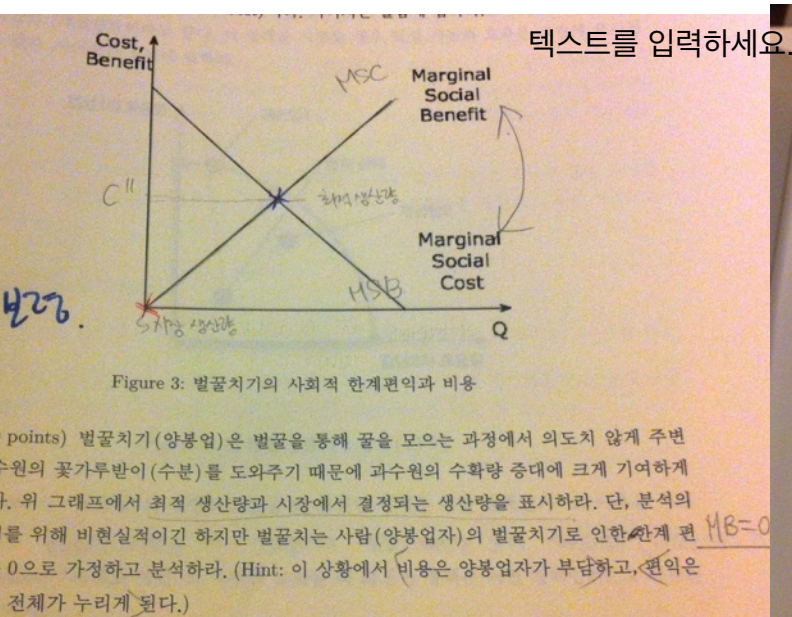 텍스트를 입력하세요.
Cost,
Benefit
MSC
Marginal
Social
Benefit
C"
최적생산량
Marginal
Social
Cost
MSB
시장 생산량
Q
Figure 3: 벌꿀치기의 사회적 한계편익과 비용
points) 벌꿀치기(양봉업)은 벌꿀을 통해 꿀을 모으는 과정에서 의도치 않게 주변
수원의 꽃가루받이(수분)를 도와주기 때문에 과수원의 수확량 증대에 크게 기여하게
. 위 그래프에서 최적 생산량과 시장에서 결정되는 생산량을 표시하라. 단, 분석의
를 위해 비현실적이긴 하지만 벌꿀치는 사람(양봉업자)의 벌꿀치기로 인한 한계 편
MB=0
0으로 가정하고 분석하라. (Hint: 이 상황에서 비용은 양봉업자가 부담하고, 편익은
전체가 누리게 된다.)